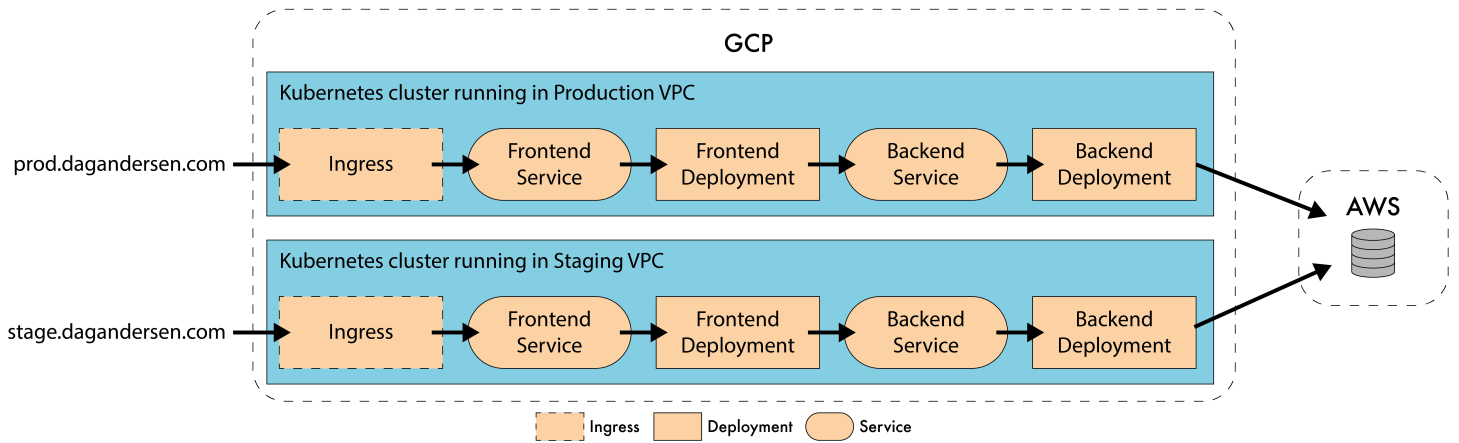 GCP
Kubernetes cluster running in Production VPC
prod.dagandersen.com
Ingress
Frontend
Service
Frontend
Deployment
Backend
Service
Backend
Deployment
AWS
Kubernetes cluster running in Staging VPC
stage.dagandersen.com
Ingress
Frontend
Service
Frontend
Deployment
Backend
Service
Backend
Deployment
Ingress
Deployment
Service